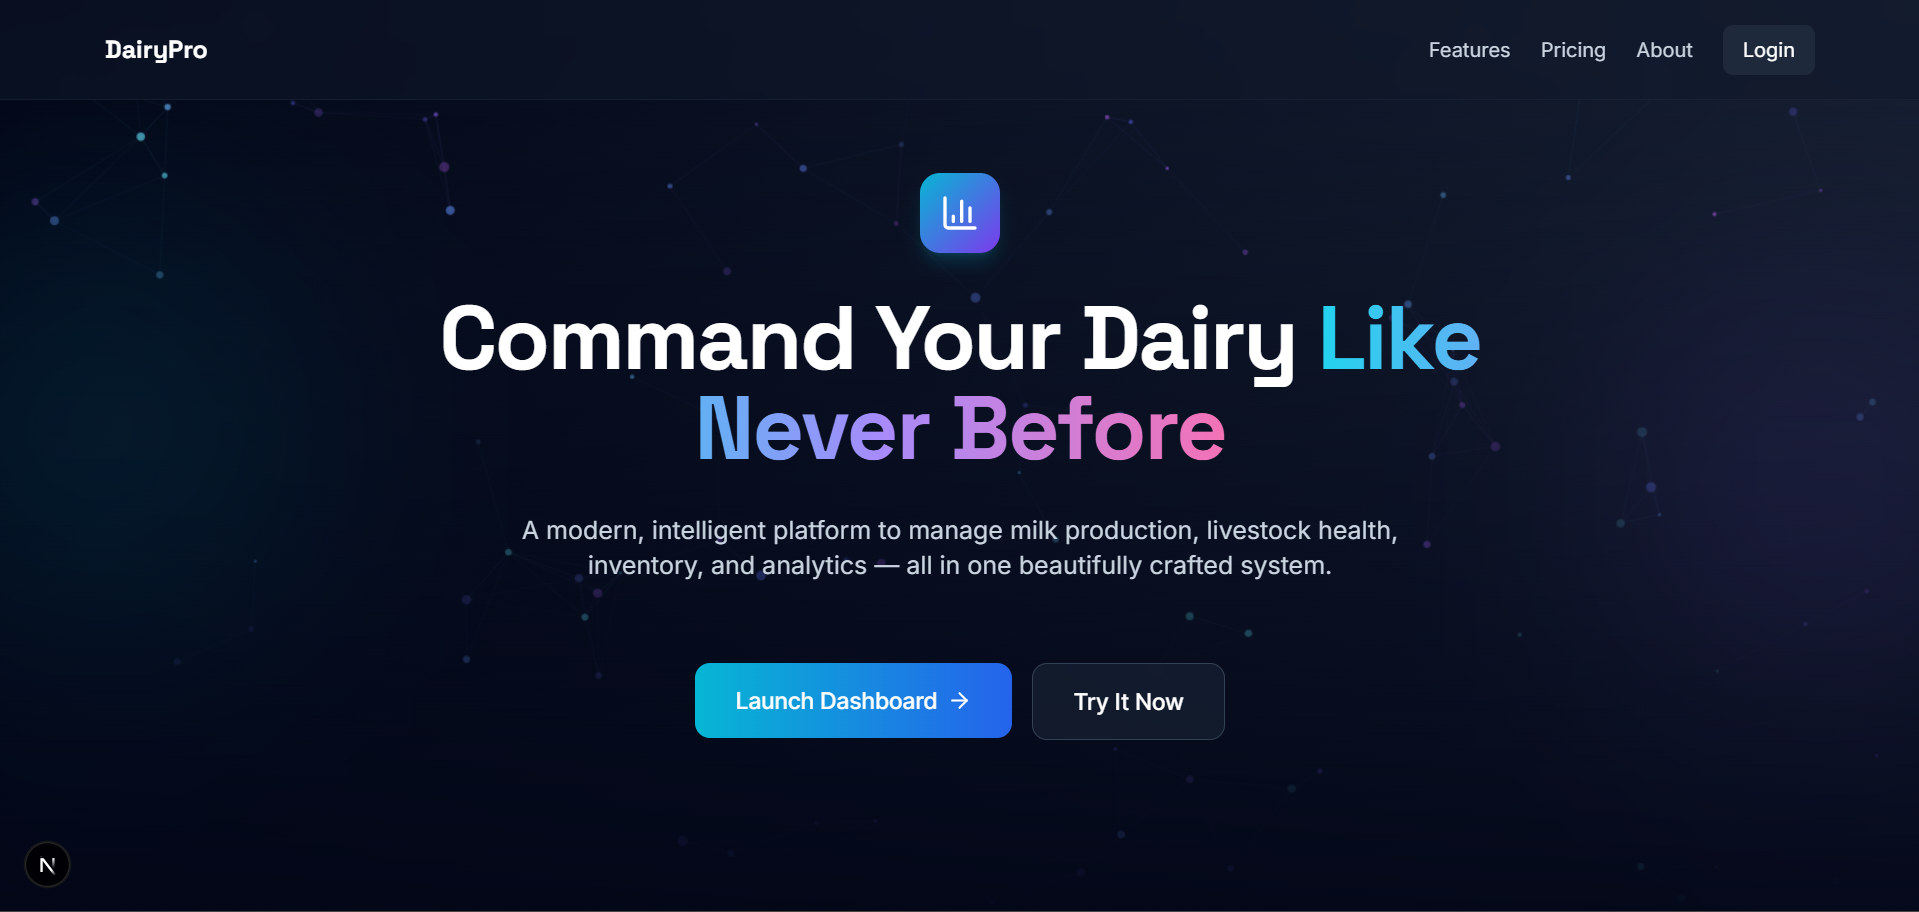 DairyPro
Features
Pricing
About
Login
Command Your Dairy Like
Never Before
A modern, intelligent platform to manage milk production, livestock health,
inventory, and analytics — all in one beautifully crafted system.
Launch Dashboard →
Try It Now
N